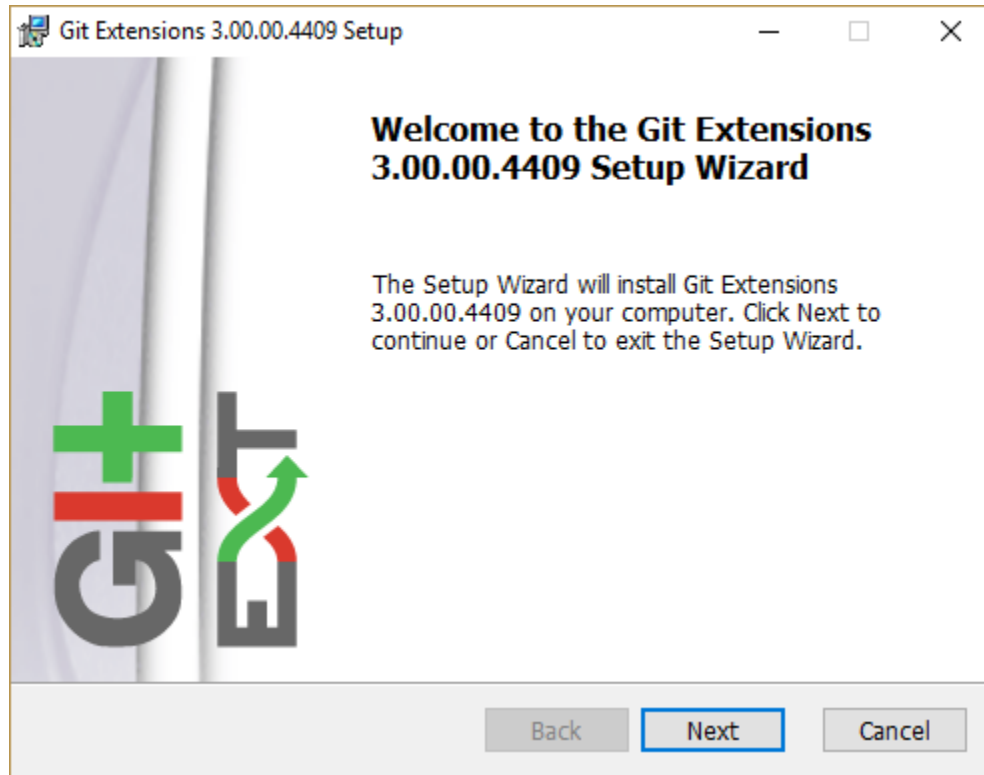 Git Extensions 3.00.00.4409 Setup
Welcome to the Git Extensions
3.00.00.4409 Setup Wizard
The Setup Wizard will install Git Extensions
3.00.00.4409 on your computer. Click Next to
continue or Cancel to exit the Setup Wizard.
GIt
EXT
Back
Next
Cancel